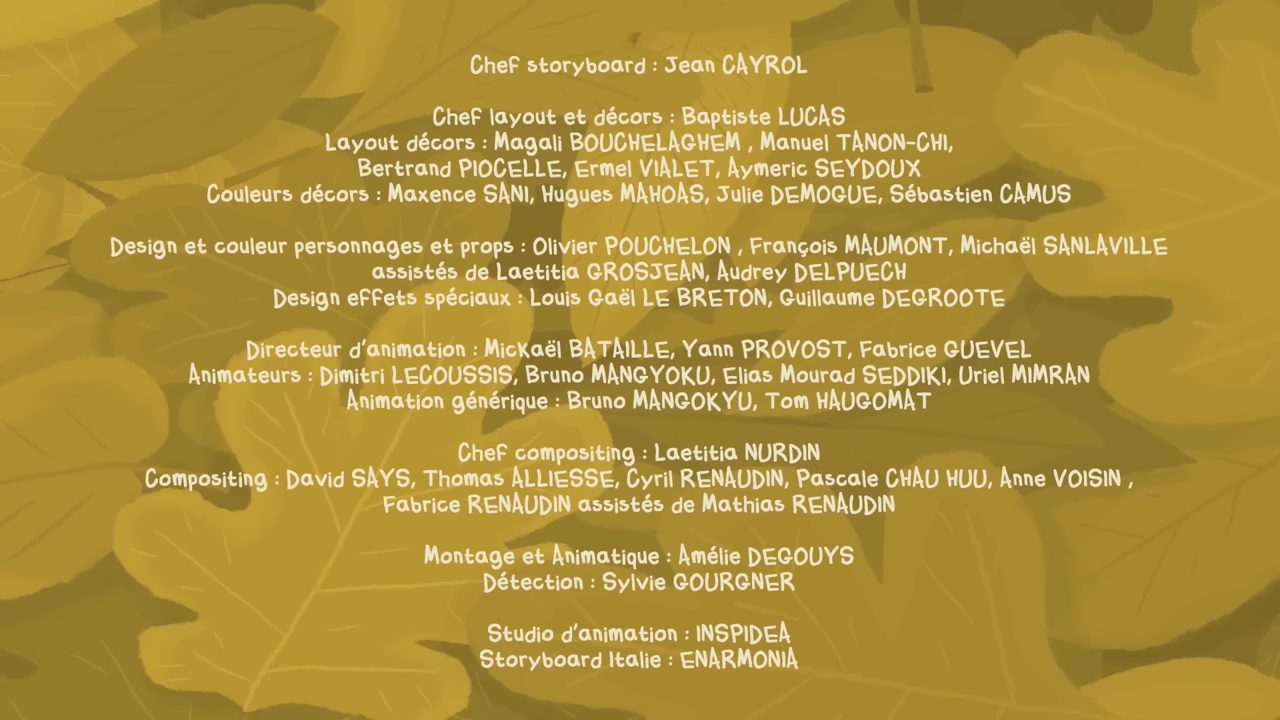 Chef storyboard : Jean CAYROL
Chef layout et décors : Baptiste LUCAS
Layout décors : Magali BOUCHELAGHEM , Manuel TANON-CHI,
Bertrand PIOCELLE, Ermel VIALET, Aymeric SEYDOUX
Couleurs décors : Maxence SANI, Hugues MAHOAS, Julie DEMOGUE, Sébastien CAMUS
Design et couleur personnages et props : Olivier POUCHELON , François MAUMONT, Michaël SANLAVILLE
assistés de Laetitia GROSJEAN, Audrey DELPUECH
Design effets spéciaux : Louis Gaël LE BRETON, Guillaume DEGROOTE
Directeur d'animation : Mickaël BATAILLE, Yann PROVOST, Fabrice GUEVEL
Animateurs : Dimitri LECOUSSIS, Bruno MANGYOKU, Elias Mourad SEDDIKI, Uriel MIMRAN
Animation générique : Bruno MANGOKYU, Tom HAUGOMAT
Chef compositing : Laetitia NURDIN
Compositing : David SAYS, Thomas ALLIESSE, Cyril RENAUDIN, Pascale CHAU HUU, Anne VOISIN ,
Fabrice RENAUDIN assistés de Mathias RENAUDIN
Montage et Animatique : Amélie DEGOUYS
Détection : Sylvie GOURGNER
Studio d'animation : INSPIDEA
Storyboard Italie : ENARMONIA